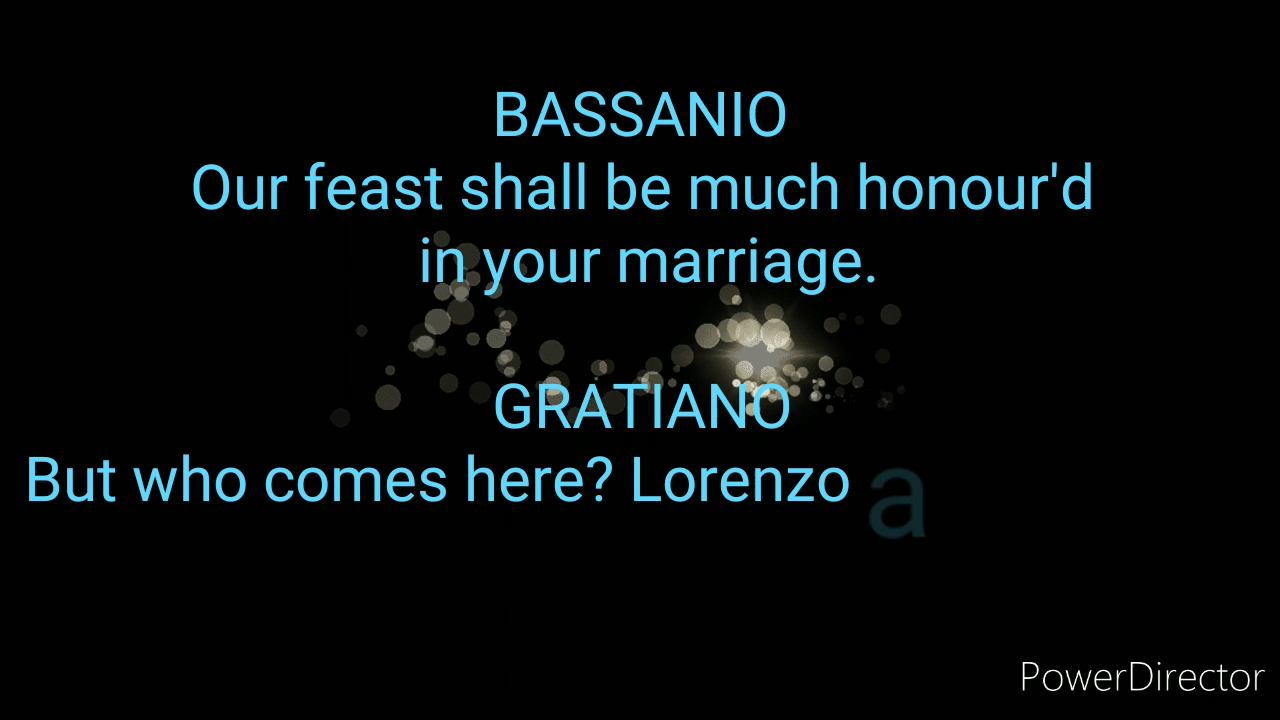 BASSANIO
Our feast shall be much honour'd
in your marriage.
GRATIANO
But who comes here? Lorenzo a
PowerDirector